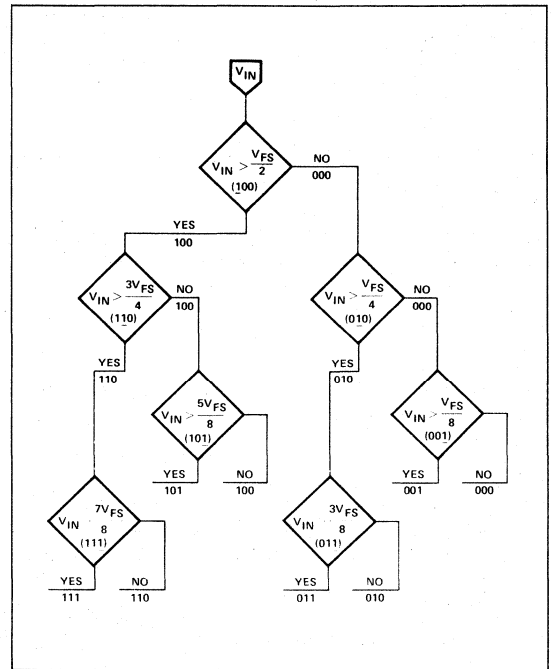 V_IN
V_IN > V_FS/2
(100)
NO
000
YES
100
V_IN > 3V_FS/4
(110)
NO
100
V_IN > V_FS/4
(010)
NO
000
YES
110
YES
010
V_IN > 5V_FS/8
(101)
V_IN > V_FS/8
(001)
YES
101
NO
100
YES
001
NO
000
V_IN 7V_FS/8
(111)
V_IN 3V_FS/8
(011)
YES
111
NO
110
YES
011
NO
010